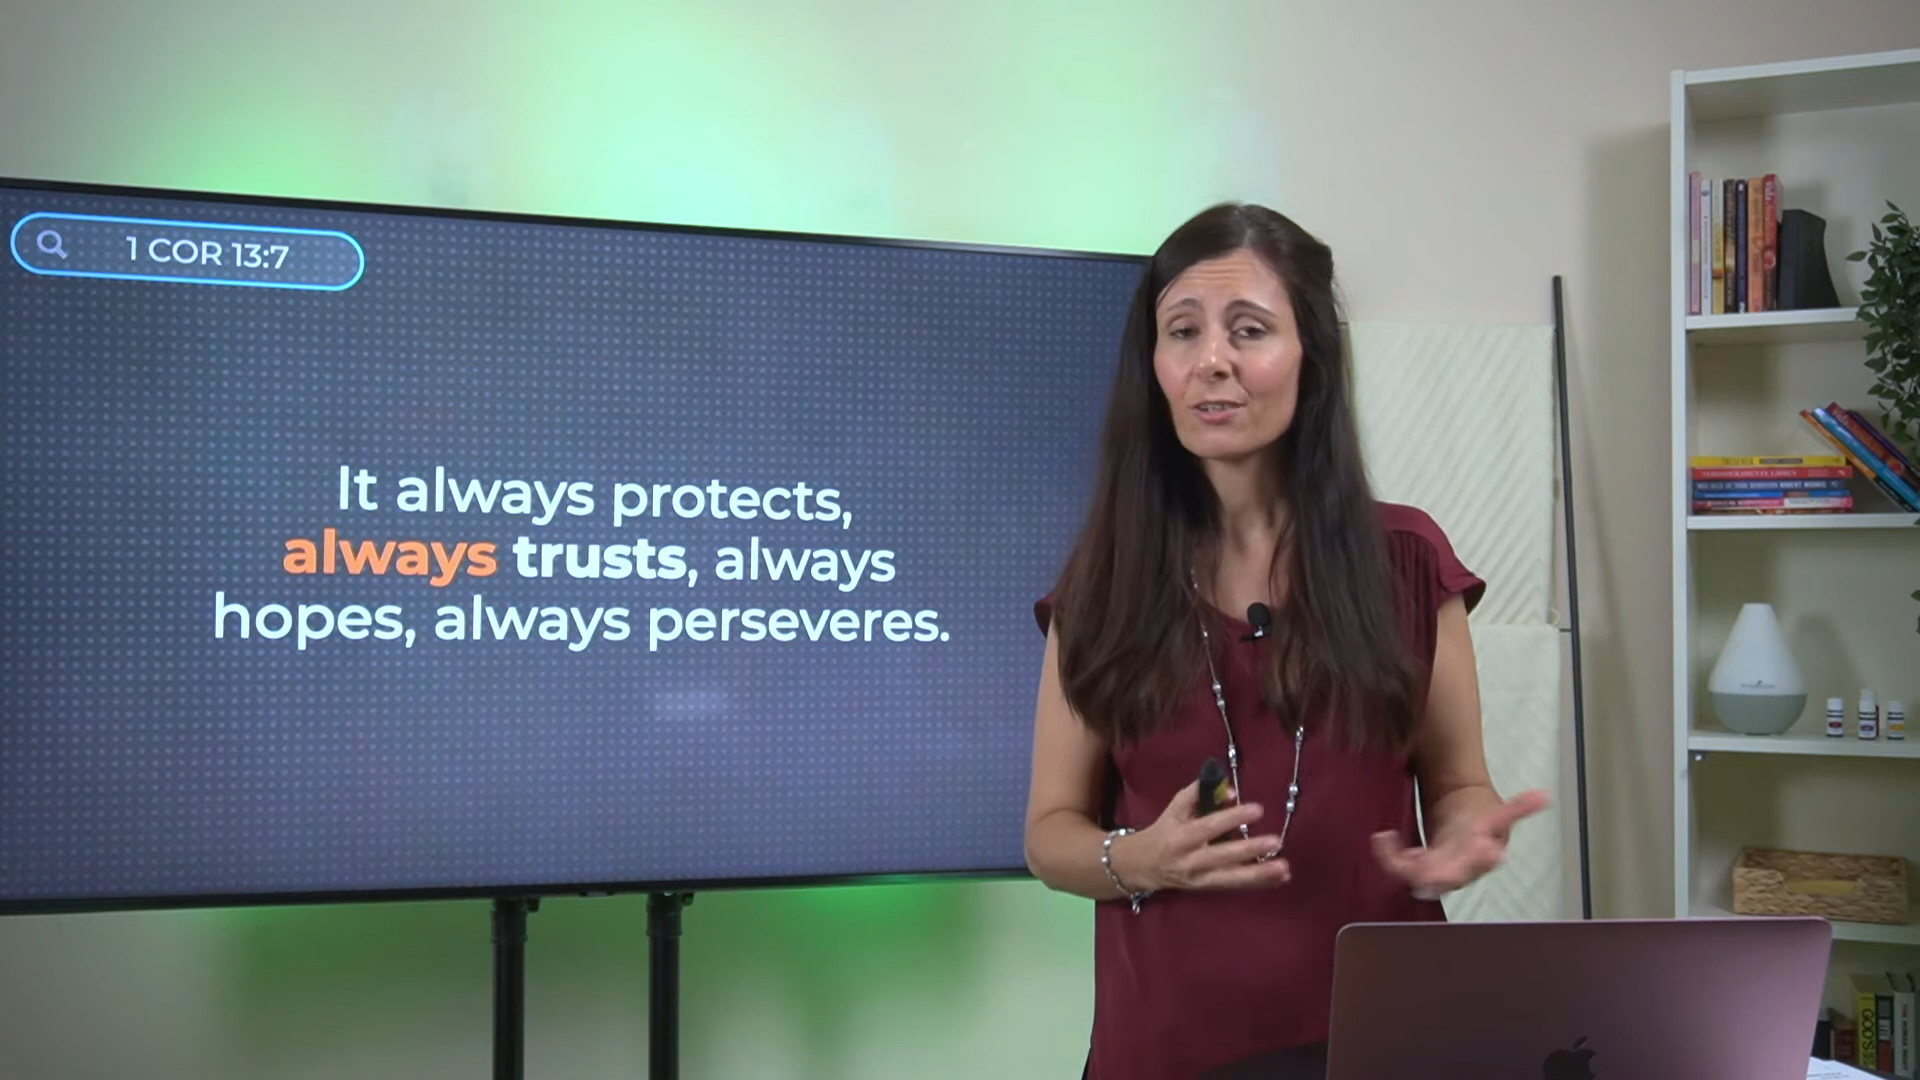 1 COR 13:7
It always protects,
always trusts, always
hopes, always perseveres.